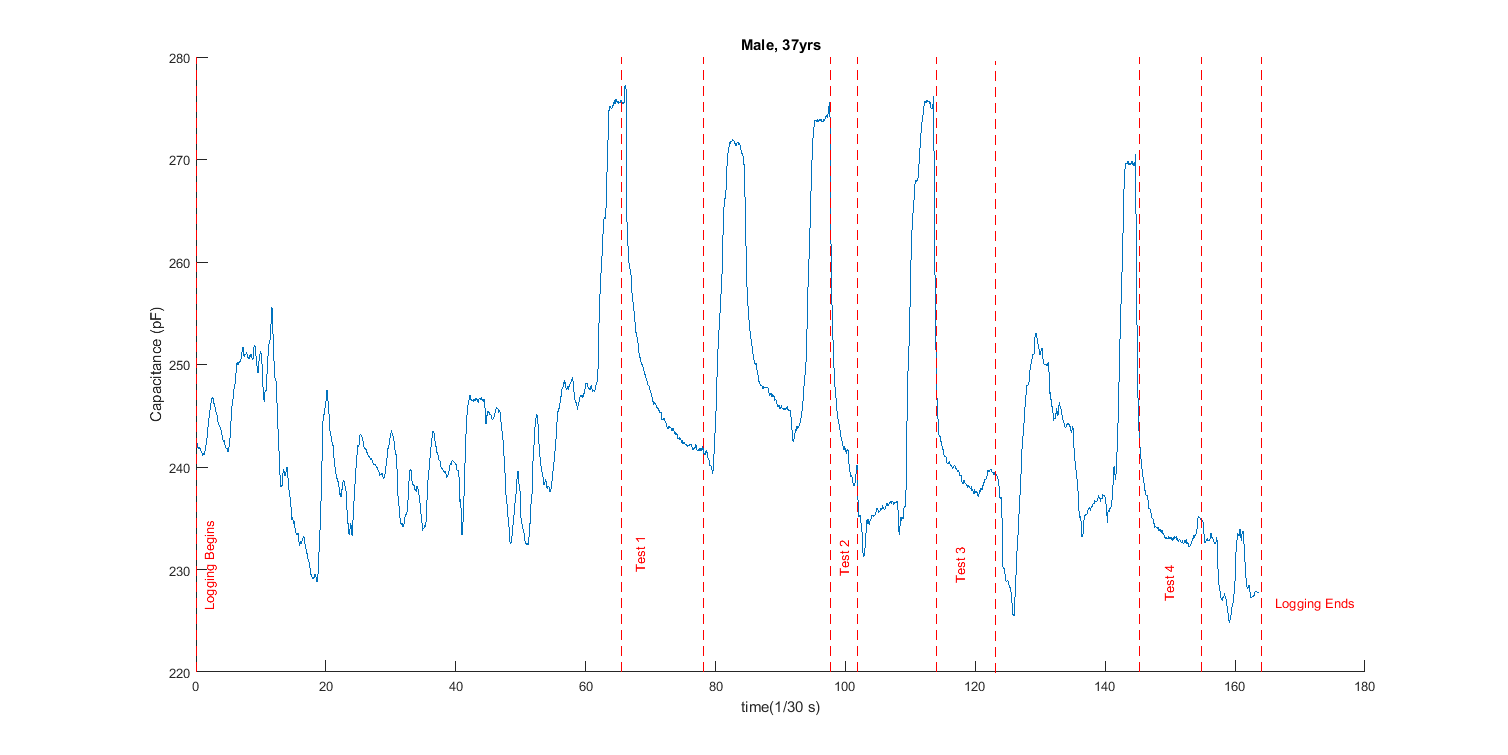 Male, 37yrs
280
270
260
250
240
230
220
Capacitance (pF)
Logging Begins
Test 1
Test 2
Test 3
Test 4
Logging Ends
0 20 40 60 80 100 120 140 160 180
time(1/30 s)